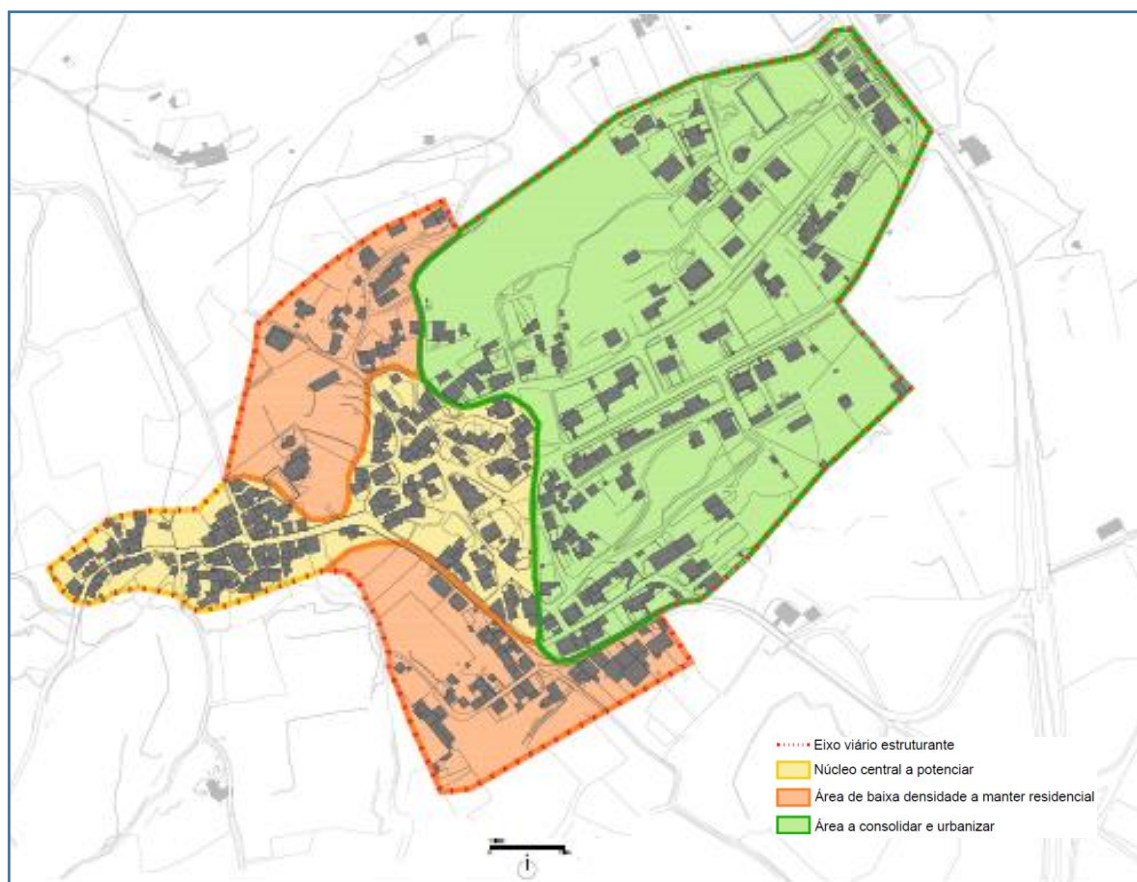 Eixo viário estruturante
Núcleo central a potenciar
Área de baixa densidade a manter residencial
Área a consolidar e urbanizar